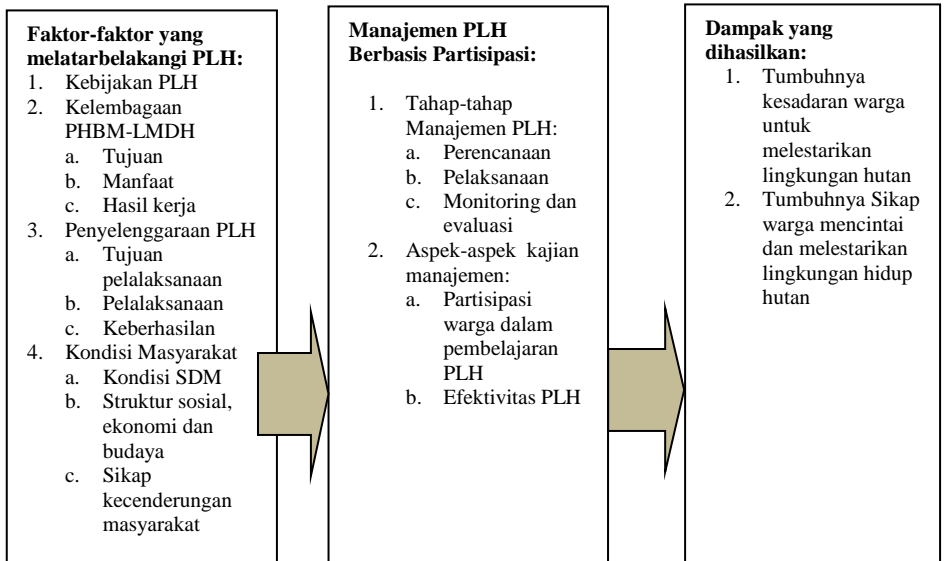 Faktor-faktor yang
melatarbelakangi PLH:
1. Kebijakan PLH
2. Kelembagaan
PHBM-LMDH
a. Tujuan
b. Manfaat
c. Hasil kerja
3. Penyelenggaraan PLH
a. Tujuan
pelalaksanaan
b. Pelalaksanaan
c. Keberhasilan
4. Kondisi Masyarakat
a. Kondisi SDM
b. Struktur sosial,
ekonomi dan
budaya
c. Sikap
kecenderungan
masyarakat
Manajemen PLH
Berbasis Partisipasi:
1. Tahap-tahap
Manajemen PLH:
a. Perencanaan
b. Pelaksanaan
c. Monitoring dan
evaluasi
2. Aspek-aspek kajian
manajemen:
a. Partisipasi
warga dalam
pembelajaran
PLH
b. Efektivitas PLH
Dampak yang
dihasilkan:
1. Tumbuhnya
kesadaran warga
untuk
melestarikan
lingkungan hutan
2. Tumbuhnya Sikap
warga mencintai
dan melestarikan
lingkungan hidup
hutan